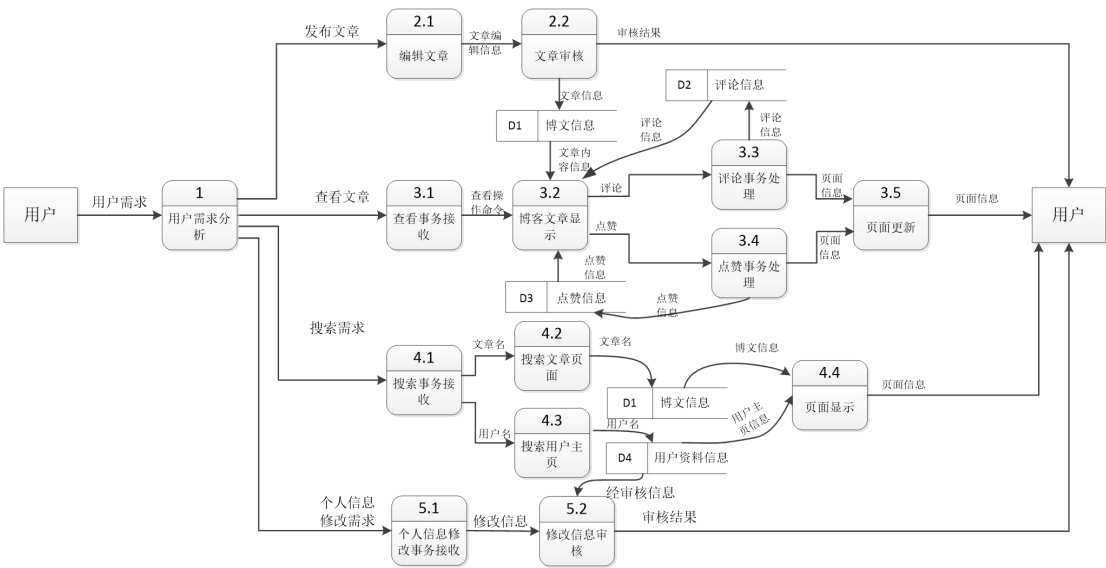 2.1
编辑文章
2.2
文章审核
发布文章
文章编
辑信息
审核结果
文章信息
D1
博文信息
D2
评论信息
评论
信息
评论
信息
文章内
容信息
3.3
评论事务处
理
用户
用户需求
1
用户需求分
析
查看文章
3.1
查看事务接
收
查看操
作命令
3.2
博客文章显
示
评论
点赞
页面
信息
3.5
页面更新
页面信息
用户
3.4
点赞事务处
理
页面
信息
点赞
信息
D3
点赞信息
点赞
信息
搜索需求
4.1
搜索事务接
收
文章名
4.2
搜索文章页
面
文章名
博文信息
D1
博文信息
4.4
页面显示
页面信息
用户名
4.3
搜索用户主
页
用户名
用户主
页信息
D4
用户资料信息
经审核信息
个人信息
修改需求
5.1
个人信息修
改事务接收
修改信息
5.2
修改信息审
核
审核结果